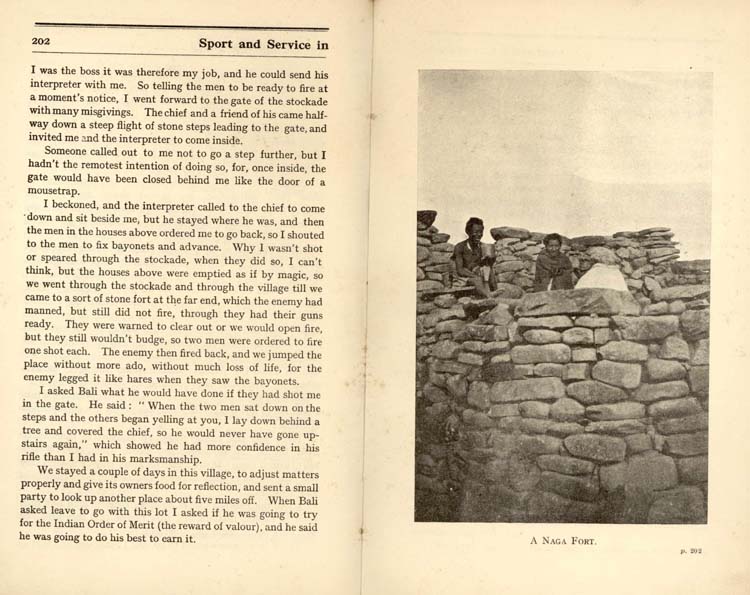 202
Sport and Service in
I was the boss it was therefore my job, and he could send his
interpreter with me. So telling the men to be ready to fire at
a moment's notice, I went forward to the gate of the stockade
with many misgivings. The chief and a friend of his came half-
way down a steep flight of stone steps leading to the gate, and
invited me and the interpreter to come inside.
Someone called out to me not to go a step further, but I
hadn't the remotest intention of doing so, for, once inside, the
gate would have been closed behind me like the door of a
mousetrap.
I beckoned, and the interpreter called to the chief to come
down and sit beside me, but he stayed where he was, and then
the men in the houses above ordered me to go back, so I shouted
to the men to fix bayonets and advance. Why I wasn't shot
or speared through the stockade, when they did so, I can't
think, but the houses above were emptied as if by magic, so
we went through the stockade and through the village till we
came to a sort of stone fort at the far end, which the enemy had
manned, but still did not fire, through they had their guns
ready. They were warned to clear out or we would open fire,
but they still wouldn't budge, so two men were ordered to fire
one shot each. The enemy then fired back, and we jumped the
place without more ado, without much loss of life, for the
enemy legged it like hares when they saw the bayonets.
I asked Bali what he would have done if they had shot me
in the gate. He said: "When the two men sat down on the
steps and the others began yelling at you, I lay down behind a
tree and covered the chief, so he would never have gone up-
stairs again," which showed he had more confidence in his
rifle than I had in his marksmanship.
We stayed a couple of days in this village, to adjust matters
properly and give its owners food for reflection, and sent a small
party to look up another place about five miles off. When Bali
asked leave to go with this lot I asked if he was going to try
for the Indian Order of Merit (the reward of valour), and he said
he was going to do his best to earn it.
A NAGA FORT.
p. 202